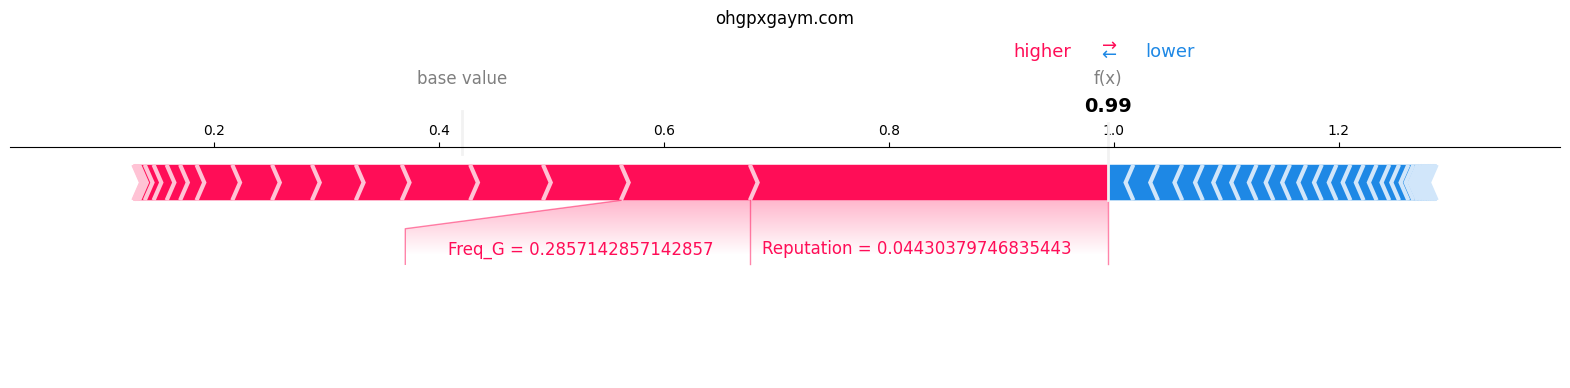 ohgpxgaym.com
higher ⇄ lower
base value f(x)
0.99
0.2 0.4 0.6 0.8 1.0 1.2
Freq_G = 0.2857142857142857 Reputation = 0.04430379746835443